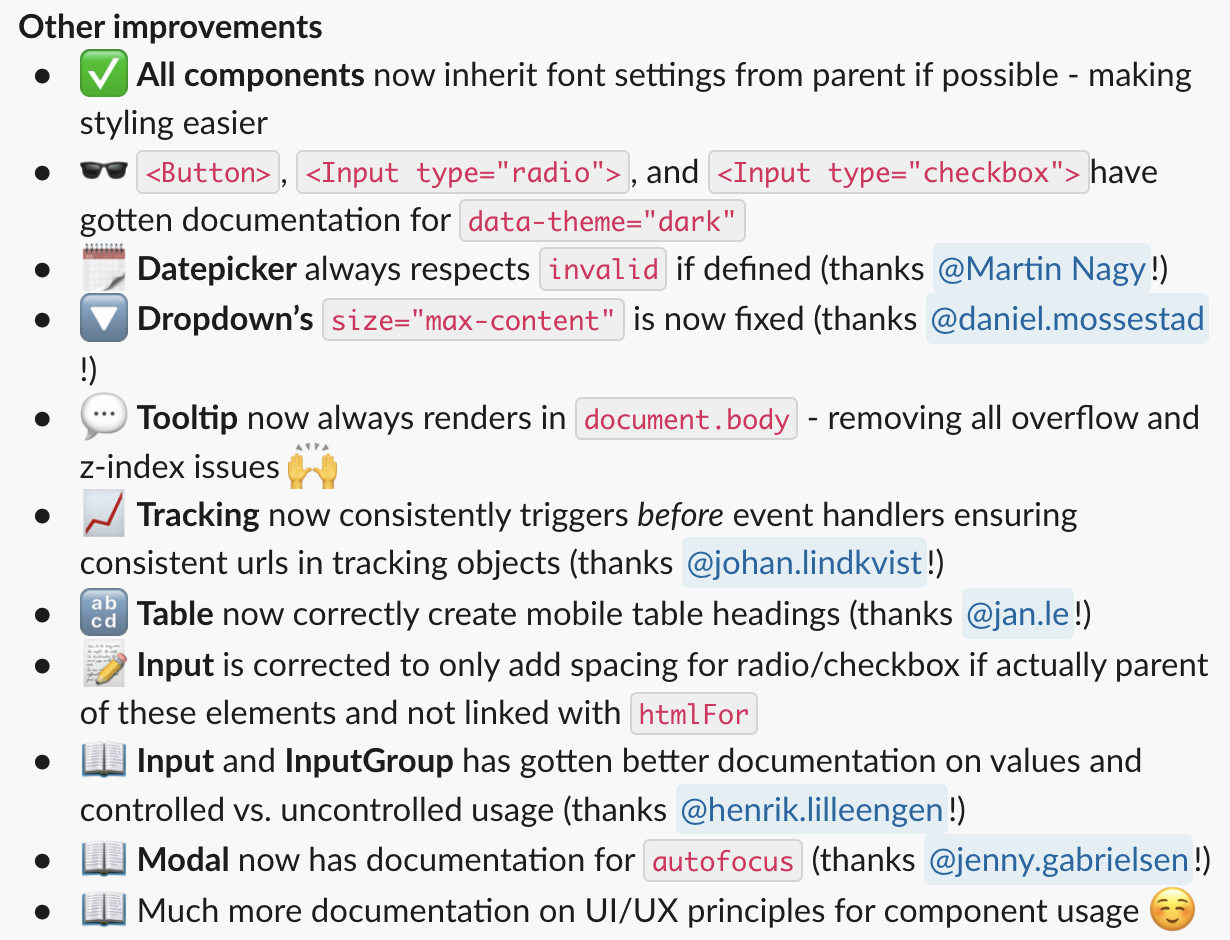 Other improvements
• ✅ All components now inherit font settings from parent if possible - making
styling easier
• 🕶️ <Button>, <Input type="radio">, and <Input type="checkbox">have
gotten documentation for data-theme="dark"
• 🗓️ Datepicker always respects invalid if defined (thanks @Martin Nagy!)
• 🔽 Dropdown’s size="max-content" is now fixed (thanks @daniel.mossestad
!)
• 💬 Tooltip now always renders in document.body - removing all overflow and
z-index issues 🙌
• 📈 Tracking now consistently triggers before event handlers ensuring
consistent urls in tracking objects (thanks @johan.lindkvist!)
• 🔡 Table now correctly create mobile table headings (thanks @jan.le!)
• 📝 Input is corrected to only add spacing for radio/checkbox if actually parent
of these elements and not linked with htmlFor
• 📖 Input and InputGroup has gotten better documentation on values and
controlled vs. uncontrolled usage (thanks @henrik.lilleengen!)
• 📖 Modal now has documentation for autofocus (thanks @jenny.gabrielsen!)
• 📖 Much more documentation on UI/UX principles for component usage ☺️